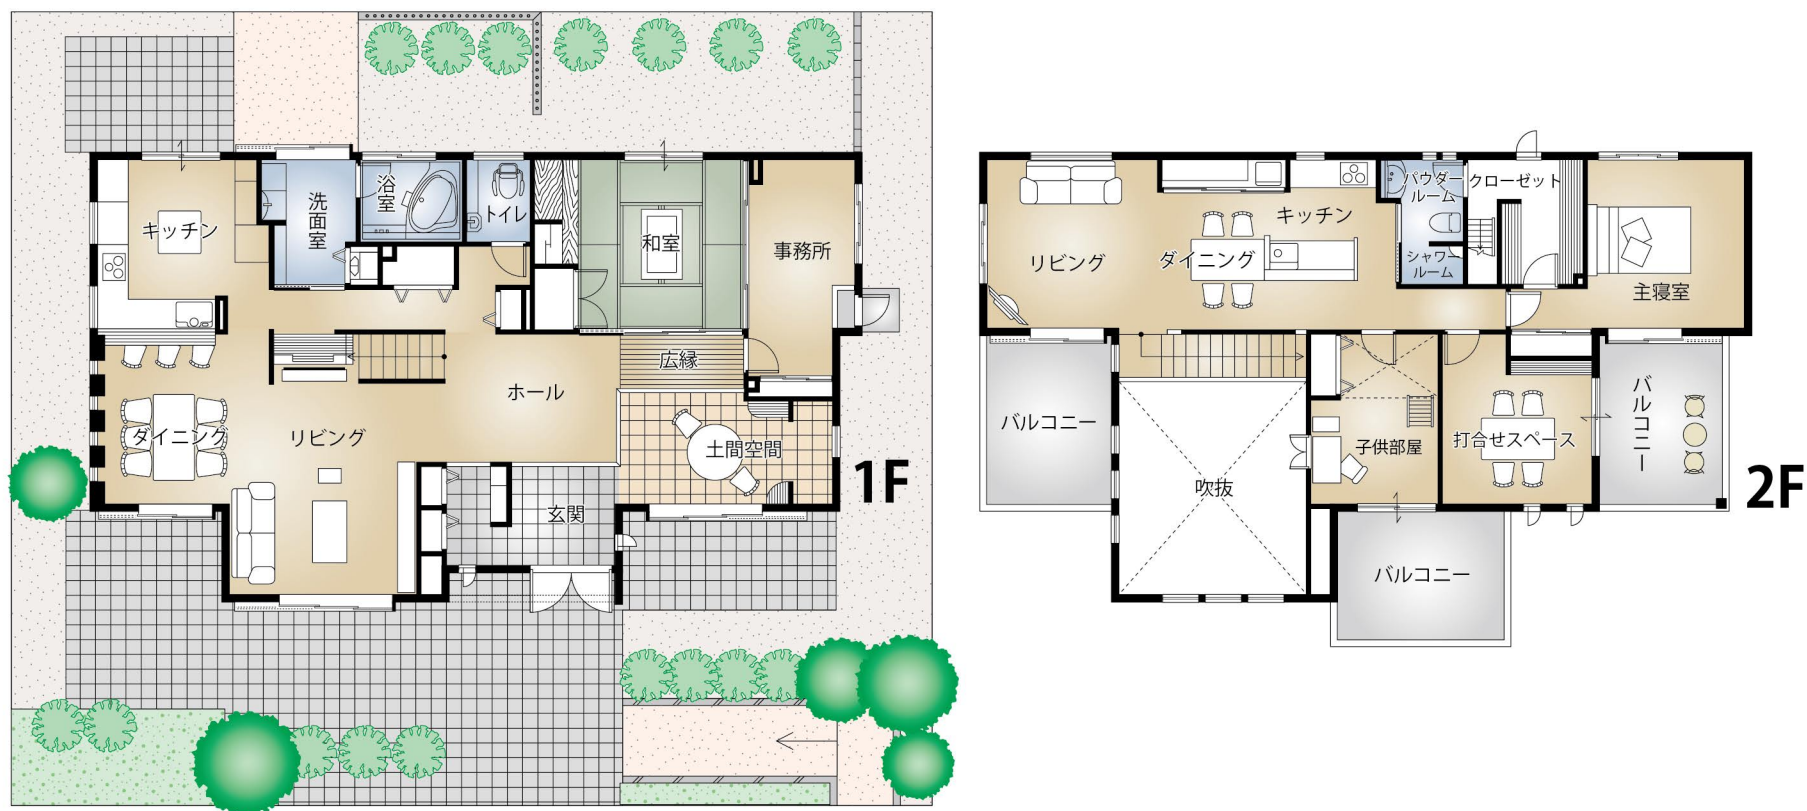 キッチン
洗面室
浴室
トイレ
和室
事務所
広縁
ホール
ダイニング
リビング
土間空間
玄関
1F
リビング
ダイニング
キッチン
パウダー
ルーム
シャワー
ルーム
クローゼット
主寝室
バルコニー
吹抜
子供部屋
打合せスペース
バルコニー
バルコニー
2F